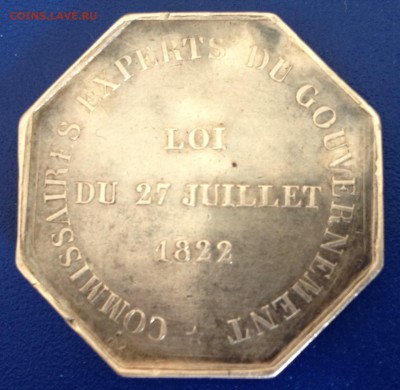 COINS.LAVE.RU
COMMISSAIRES EXPERTS DU GOUVERNEMENT
LOI
DU 27 JUILLET
1822